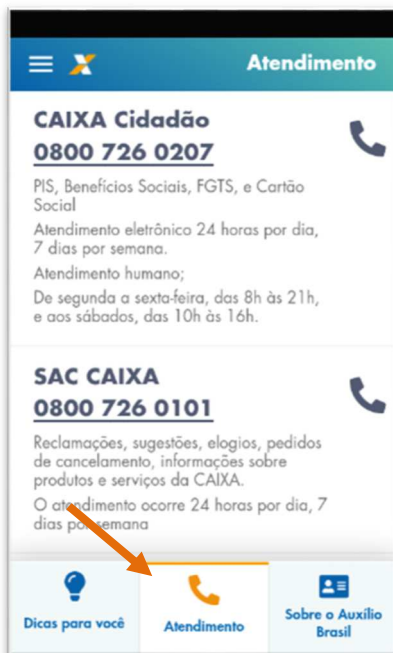 Atendimento
CAIXA Cidadão
0800 726 0207
PIS, Benefícios Sociais, FGTS, e Cartão
Social
Atendimento eletrônico 24 horas por dia,
7 dias por semana.
Atendimento humano;
De segunda a sexta-feira, das 8h às 21h,
e aos sábados, das 10h às 16h.
SAC CAIXA
0800 726 0101
Reclamações, sugestões, elogios, pedidos
de cancelamento, informações sobre
produtos e serviços da CAIXA.
O atendimento ocorre 24 horas por dia, 7
dias por semana
Dicas para você
Atendimento
Sobre o Auxílio
Brasil